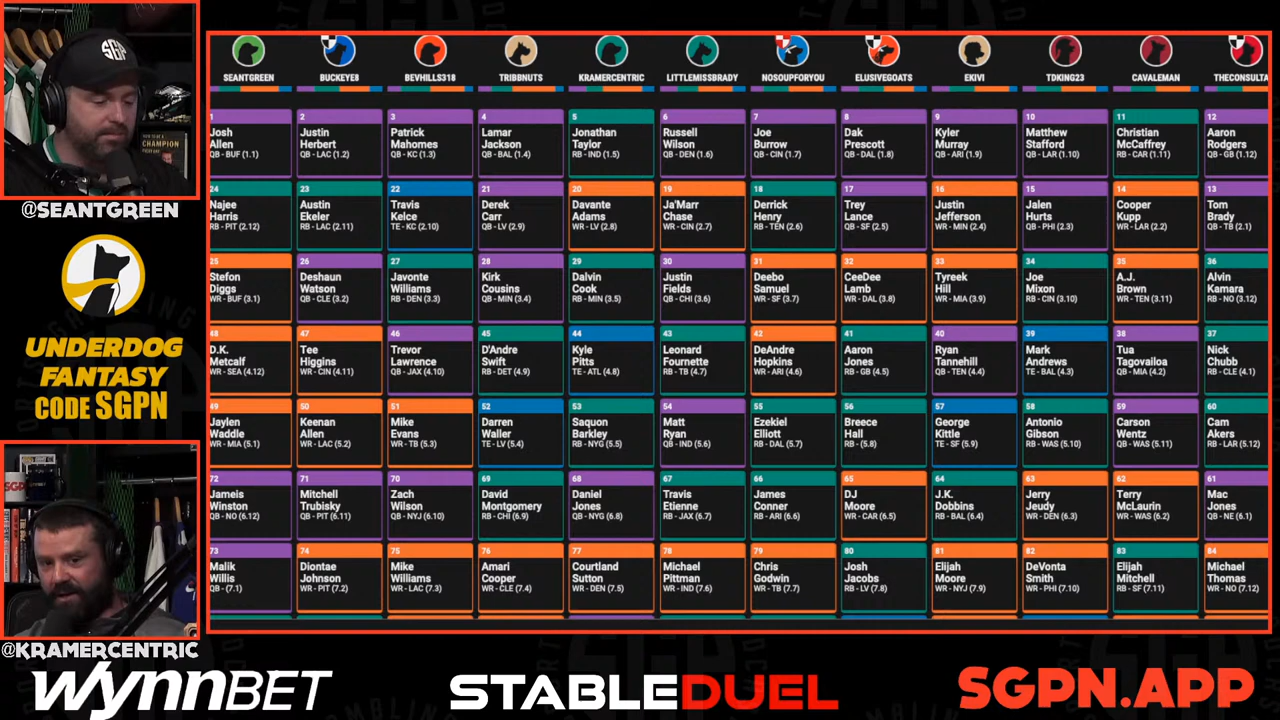 SGP
HOW TO BE A
CHAMPION
@SEANTGREEN
UNDERDOG
FANTASY
CODE SGPN
SGP
@KRAMERCENTRIC
SEANTGREEN BUCKEYE8 BEVHILLS318 TRIBBNUTS KRAMERCENTRIC LITTLEMISSBRADY NOSOUPFORYOU ELUSIVEGOATS EKIVI TDKING23 CAVALEMAN THECONSULTA
1 2 3 4 5 6 7 8 9 10 11 12
Josh Justin Patrick Lamar Jonathan Russell Joe Dak Kyler Matthew Christian Aaron
Allen Herbert Mahomes Jackson Taylor Wilson Burrow Prescott Murray Stafford McCaffrey Rodgers
QB - BUF (1.1) QB - LAC (1.2) QB - KC (1.3) QB - BAL (1.4) RB - IND (1.5) QB - DEN (1.6) QB - CIN (1.7) QB - DAL (1.8) QB - ARI (1.9) QB - LAR (1.10) RB - CAR (1.11) QB - GB (1.12)
24 23 22 21 20 19 18 17 16 15 14 13
Najee Austin Travis Derek Davante Ja'Marr Derrick Trey Justin Jalen Cooper Tom
Harris Ekeler Kelce Carr Adams Chase Henry Lance Jefferson Hurts Kupp Brady
RB - PIT (2.12) RB - LAC (2.11) TE - KC (2.10) QB - LV (2.9) WR - LV (2.8) WR - CIN (2.7) RB - TEN (2.6) QB - SF (2.5) WR - MIN (2.4) QB - PHI (2.3) WR - LAR (2.2) QB - TB (2.1)
25 26 27 28 29 30 31 32 33 34 35 36
Stefon Deshaun Javonte Kirk Dalvin Justin Deebo CeeDee Tyreek Joe A.J. Alvin
Diggs Watson Williams Cousins Cook Fields Samuel Lamb Hill Mixon Brown Kamara
WR - BUF (3.1) QB - CLE (3.2) RB - DEN (3.3) QB - MIN (3.4) RB - MIN (3.5) QB - CHI (3.6) WR - SF (3.7) WR - DAL (3.8) WR - MIA (3.9) RB - CIN (3.10) WR - TEN (3.11) RB - NO (3.12)
48 47 46 45 44 43 42 41 40 39 38 37
D.K. Tee Trevor D'Andre Kyle Leonard DeAndre Aaron Ryan Mark Tua Nick
Metcalf Higgins Lawrence Swift Pitts Fournette Hopkins Jones Tannehill Andrews Tagovailoa Chubb
WR - SEA (4.12) WR - CIN (4.11) QB - JAX (4.10) RB - DET (4.9) TE - ATL (4.8) RB - TB (4.7) WR - ARI (4.6) RB - GB (4.5) QB - TEN (4.4) TE - BAL (4.3) QB - MIA (4.2) RB - CLE (4.1)
49 50 51 52 53 54 55 56 57 58 59 60
Jaylen Keenan Mike Darren Saquon Matt Ezekiel Breece George Antonio Carson Cam
Waddle Allen Evans Waller Barkley Ryan Elliott Hall Kittle Gibson Wentz Akers
WR - MIA (5.1) WR - LAC (5.2) WR - TB (5.3) TE - LV (5.4) RB - NYG (5.5) QB - IND (5.6) RB - DAL (5.7) RB - (5.8) TE - SF (5.9) RB - WAS (5.10) QB - WAS (5.11) RB - LAR (5.12)
72 71 70 69 68 67 66 65 64 63 62 61
Jameis Mitchell Zach David Daniel Travis James DJ J.K. Jerry Terry Mac
Winston Trubisky Wilson Montgomery Jones Etienne Conner Moore Dobbins Jeudy McLaurin Jones
QB - NO (6.12) QB - PIT (6.11) QB - NYJ (6.10) RB - CHI (6.9) QB - NYG (6.8) RB - JAX (6.7) RB - ARI (6.6) WR - CAR (6.5) RB - BAL (6.4) WR - DEN (6.3) WR - WAS (6.2) QB - NE (6.1)
73 74 75 76 77 78 79 80 81 82 83 84
Malik Diontae Mike Amari Courtland Michael Chris Josh Elijah DeVonta Elijah Michael
Willis Johnson Williams Cooper Sutton Pittman Godwin Jacobs Moore Smith Mitchell Thomas
QB - (7.1) WR - PIT (7.2) WR - LAC (7.3) WR - CLE (7.4) WR - DEN (7.5) WR - IND (7.6) WR - TB (7.7) RB - LV (7.8) WR - NYJ (7.9) WR - PHI (7.10) RB - SF (7.11) WR - NO (7.12)
WYNNBET STABLEDUEL SGPN.APP